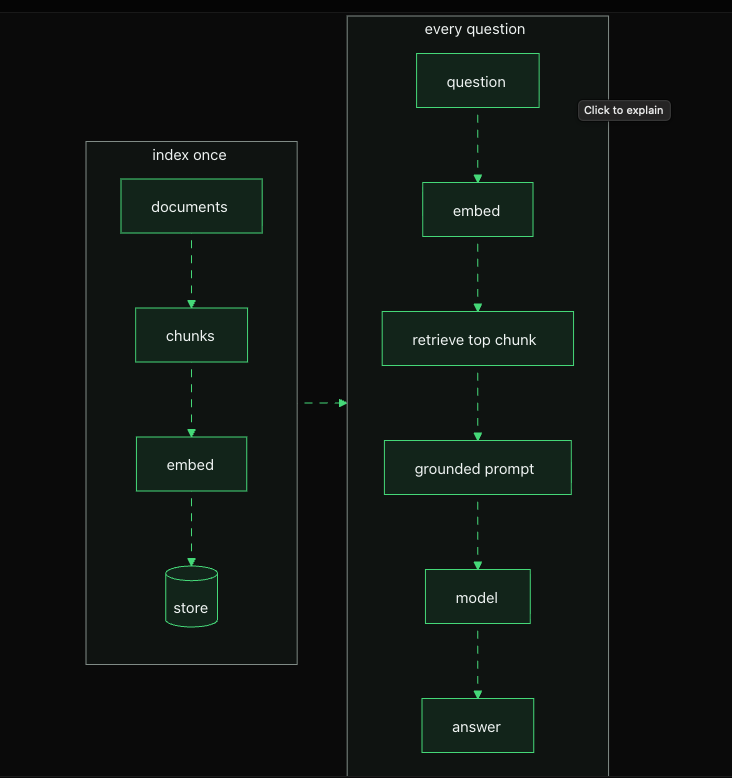 index once
documents
chunks
embed
store
every question
question
embed
retrieve top chunk
grounded prompt
model
answer
Click to explain